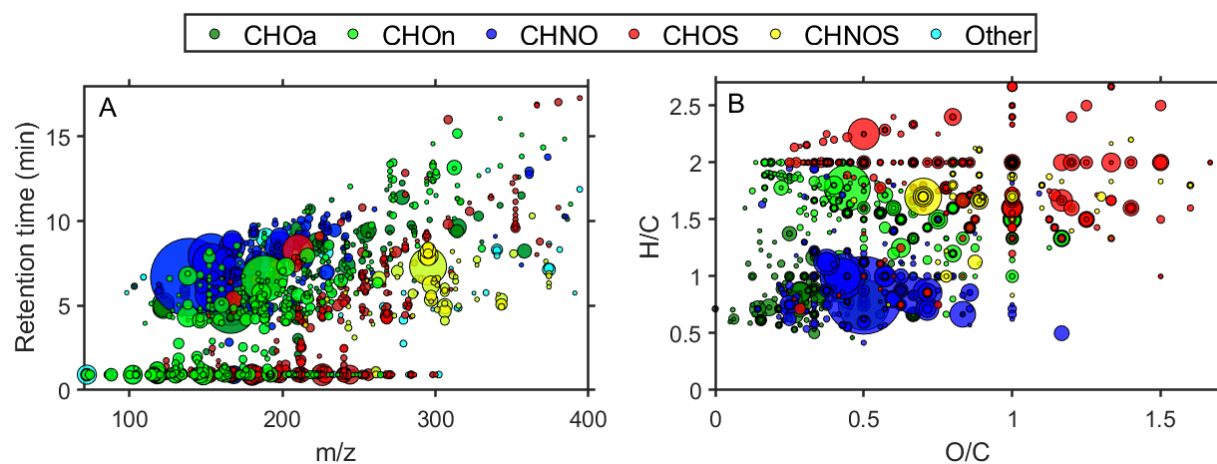 CHOa CHOn CHNO CHOS CHNOS Other
A
15
10
5
0
Retention time (min)
100 200 300 400
m/z
B
2.5
2
1.5
1
0.5
0
H/C
0 0.5 1 1.5
O/C